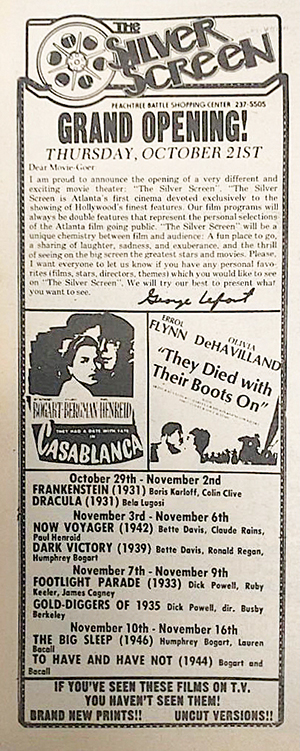 THE
SILVER
SCREEN
PEACHTREE BATTLE SHOPPING CENTER 237-5505
GRAND OPENING!
THURSDAY, OCTOBER 21ST
Dear Movie-Goer
I am proud to announce the opening of a very different and
exciting movie theater: "The Silver Screen". "The Silver
Screen is Atlanta's first cinema devoted exclusively to the
showing of Hollywood's finest features. Our film programs will
always be double features that represent the personal selections
of the Atlanta film going public. "The Silver Screen" will be a
unique chemistry between film and audience: A fun place to go,
a sharing of laughter, sadness, and exuberance, and the thrill
of seeing on the big screen the greatest stars and movies. Please,
I want everyone to let us know if you have any personal favo-
rites (films, stars, directors, themes) which you would like to see
on "The Silver Screen". We will try our best to present what
you want to see.
George Lefont
BOGART·BERGMAN·HENREID
THEY HAD A DATE WITH FATE
IN
CASABLANCA
ERROL
FLYNN
OLIVIA
DeHAVILLAND
"They Died with
Their Boots On"
October 29th - November 2nd
FRANKENSTEIN (1931) Boris Karloff, Colin Clive
DRACULA (1931) Bela Lugosi
November 3rd - November 6th
NOW VOYAGER (1942) Bette Davis, Claude Rains,
Paul Henroid
DARK VICTORY (1939) Bette Davis, Ronald Regan,
Humphrey Bogart
November 7th - November 9th
FOOTLIGHT PARADE (1933) Dick Powell, Ruby
Keeler, James Cagney
GOLD-DIGGERS OF 1935 Dick Powell, dir. Busby
Berkeley
November 10th - November 16th
THE BIG SLEEP (1946) Humphrey Bogart, Lauren
Bacall
TO HAVE AND HAVE NOT (1944) Bogart and
Bacall
IF YOU'VE SEEN THESE FILMS ON T.V.
YOU HAVEN'T SEEN THEM!
BRAND NEW PRINTS!! UNCUT VERSIONS!!